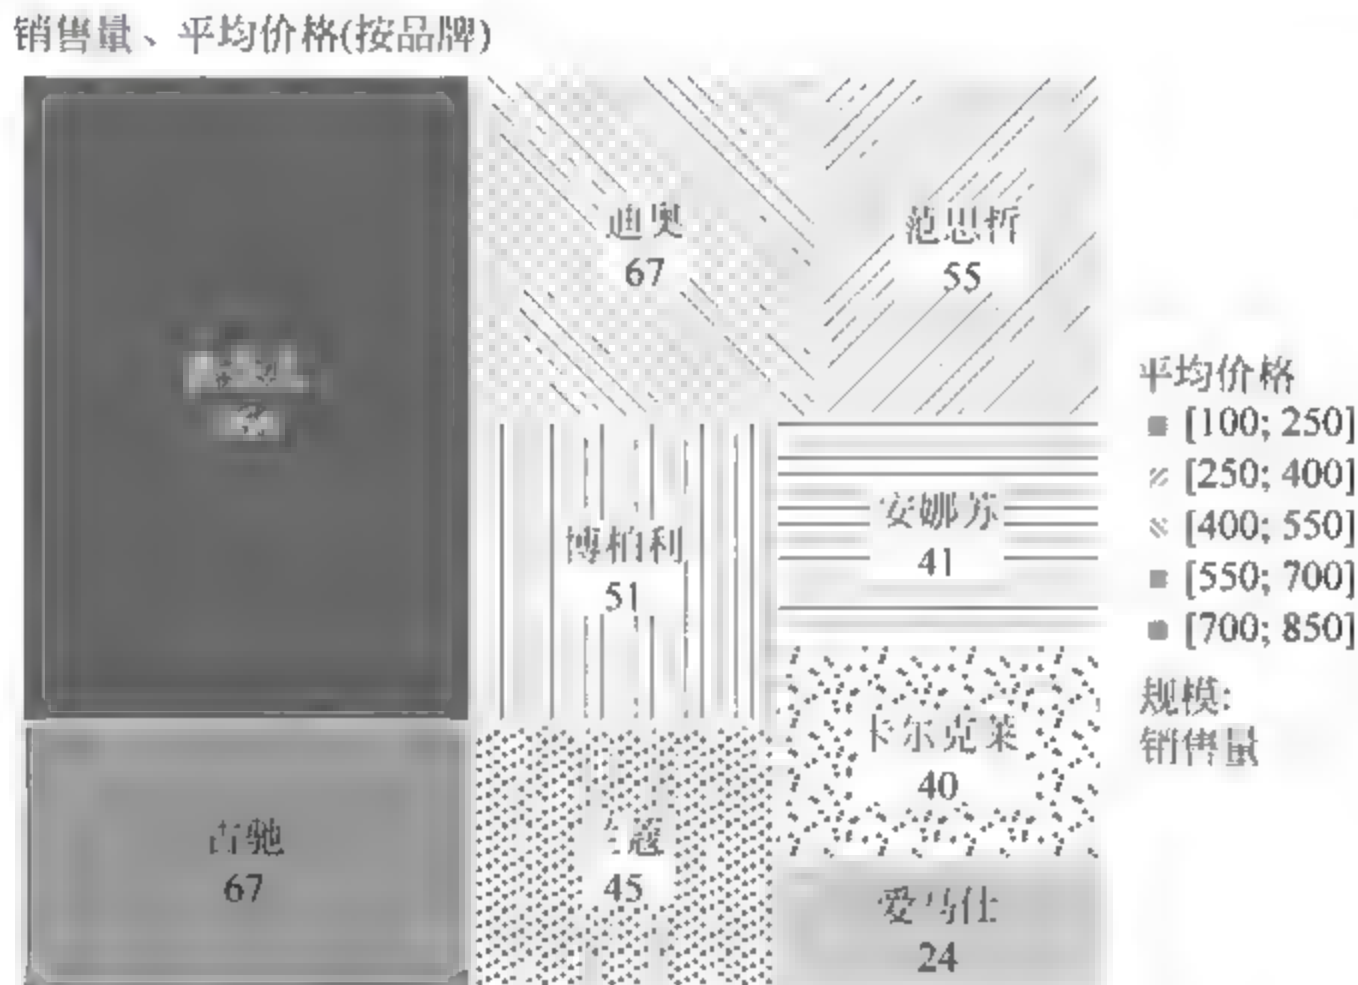 销售量、平均价格(按品牌)
迪奥
67
范思哲
55
博柏利
51
安娜苏
41
卡尔克莱
40
古驰
67
蔻
45
爱马仕
24
平均价格
[100; 250]
[250; 400]
[400; 550]
[550; 700]
[700; 850]
规模:
销售量